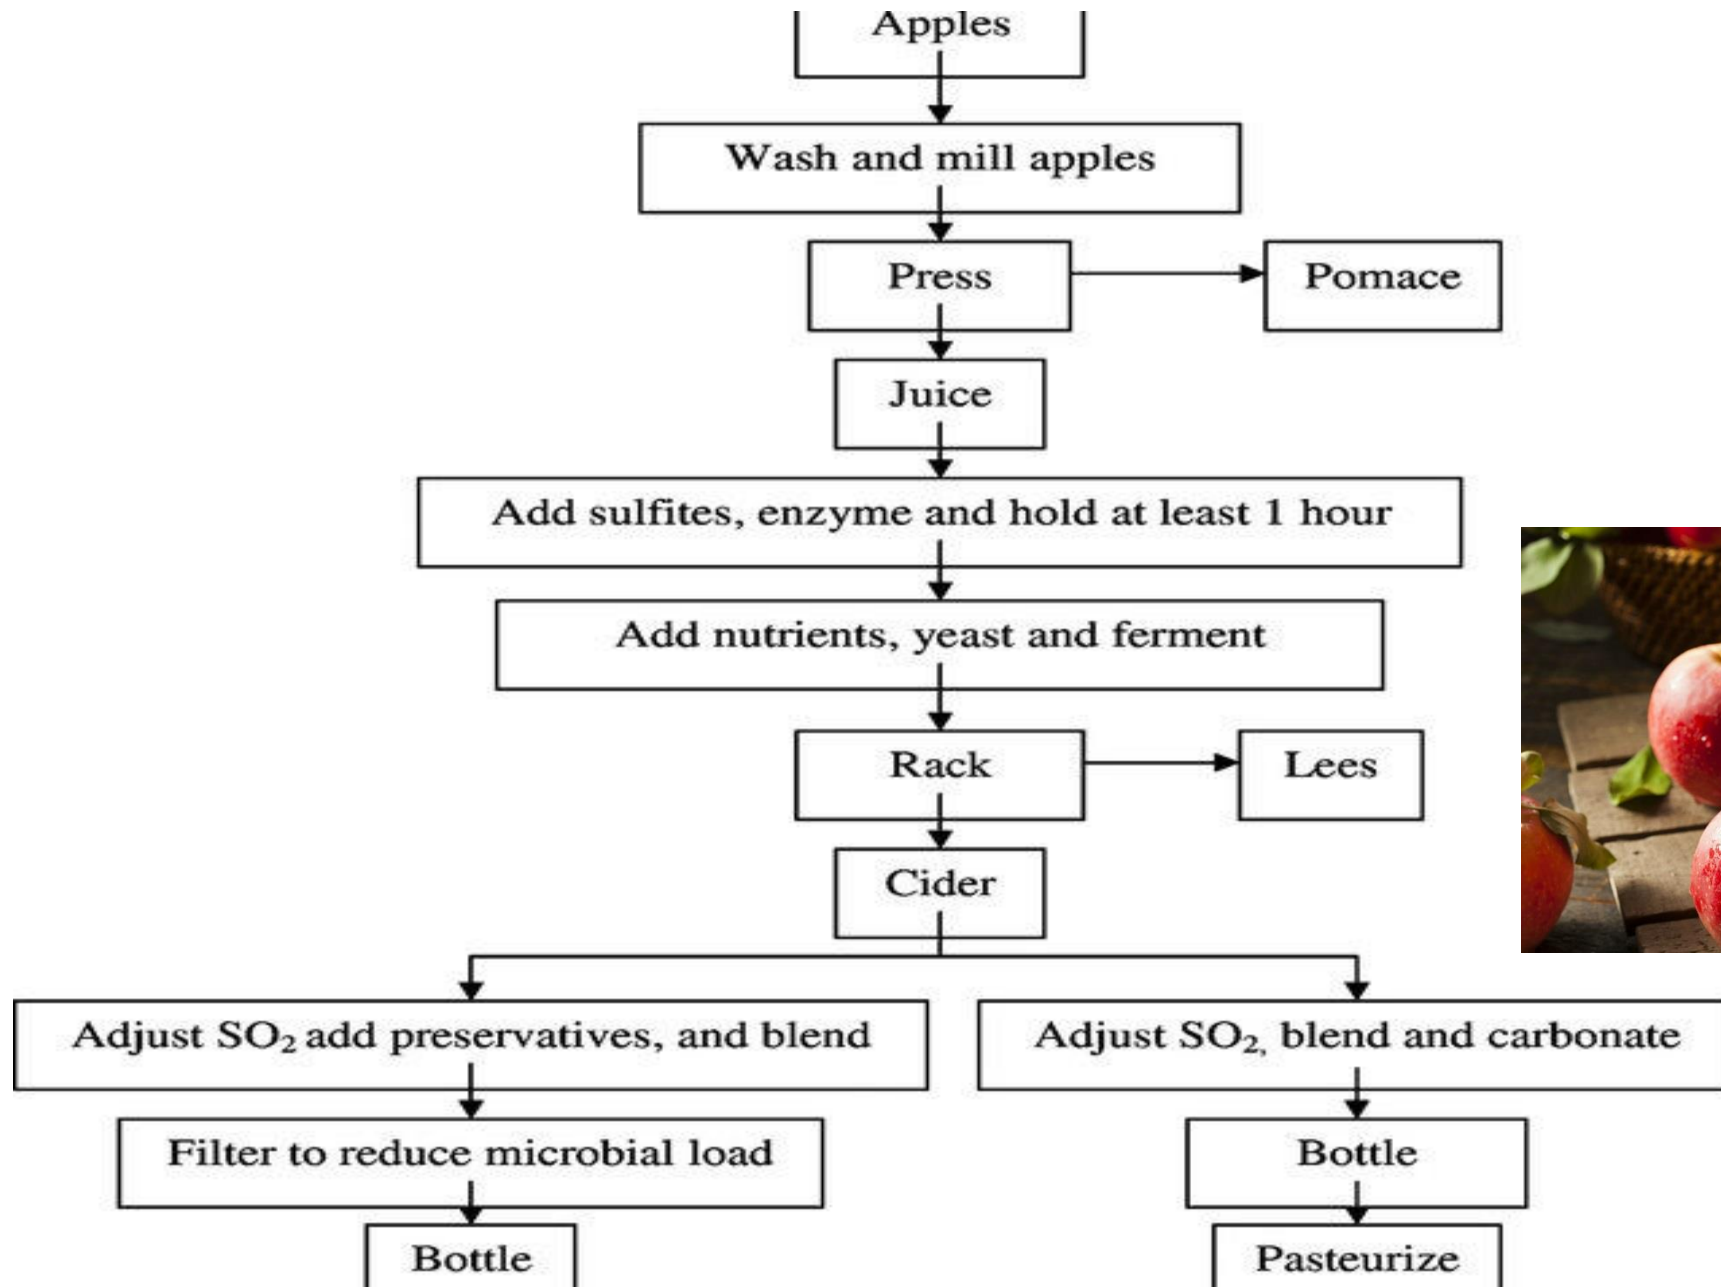 Apples
Wash and mill apples
Press
Pomace
Juice
Add sulfites, enzyme and hold at least 1 hour
Add nutrients, yeast and ferment
Rack
Lees
Cider
Adjust SO₂ add preservatives, and blend
Adjust SO₂, blend and carbonate
Filter to reduce microbial load
Bottle
Bottle
Pasteurize